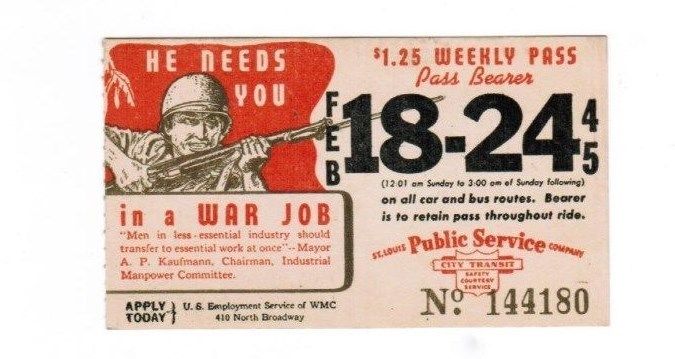 HE NEEDS
YOU
in a WAR JOB
"Men in less-essential industry should
transfer to essential work at once"--Mayor
A. P. Kaufmann, Chairman, Industrial
Manpower Committee.
APPLY
TODAY
U. S. Employment Service of WMC
410 North Broadway
$1.25 WEEKLY PASS
Pass Bearer
FEB
18-24
45
(12:01 am Sunday to 3:00 am of Sunday following)
on all car and bus routes. Bearer
is to retain pass throughout ride.
ST. LOUIS Public Service COMPANY
CITY TRANSIT
SAFETY
COURTESY
SERVICE
No. 144180